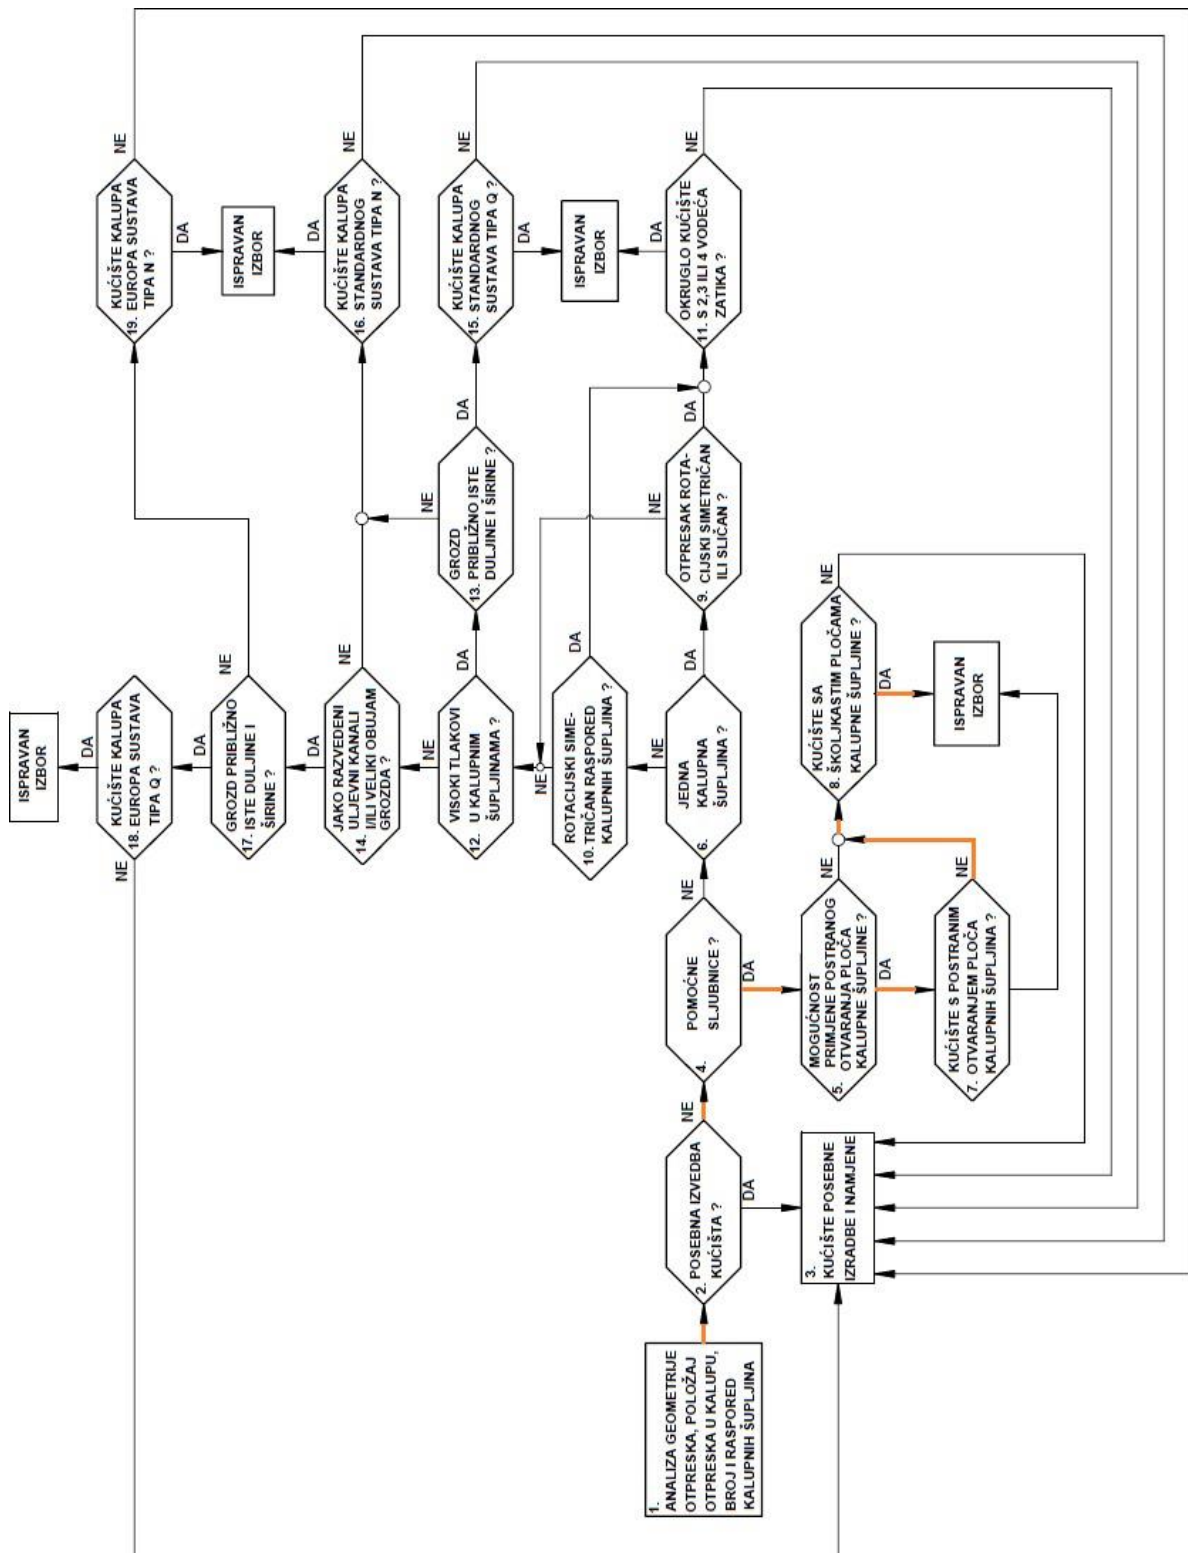 1.
ANALIZA GEOMETRIJE
OTPRESKA, POLOŽAJ
OTPRESKA U KALUPU,
BROJ I RASPORED
KALUPNIH ŠUPLJINA
2. POSEBNA IZVEDBA
KUĆIŠTA ?
DA
NE
3.
KUĆIŠTE POSEBNE
IZRADBE I NAMJENE
4.
POMOĆNE
SLJUBNICE ?
DA
NE
MOGUĆNOST
PRIMJENE POSTRANOG
OTVARANJA PLOČA
5. KALUPNE ŠUPLJINE ?
DA
NE
JEDNA
KALUPNA
6. ŠUPLJINA ?
DA
NE
KUĆIŠTE S POSTRANIM
7. OTVARANJEM PLOČA
KALUPNIH ŠUPLJINA ?
NE
KUĆIŠTE SA
8. ŠKOLJKASTIM PLOČAMA
KALUPNE ŠUPLJINE ?
DA
NE
ISPRAVAN
IZBOR
OTPRESAK ROTA-
9. CIJSKI SIMETRIČAN
ILI SLIČAN ?
DA
NE
ROTACIJSKI SIME-
10. TRIČAN RASPORED
KALUPNIH ŠUPLJINA ?
DA
NE
OKRUGLO KUĆIŠTE
11. S 2,3 ILI 4 VODEĆA
ZATIKA ?
DA
NE
ISPRAVAN
IZBOR
VISOKI TLAKOVI
12. U KALUPNIM
ŠUPLJINAMA ?
DA
NE
GROZD
13. PRIBLIŽNO ISTE
DULJINE I ŠIRINE ?
DA
NE
JAKO RAZVEDENI
ULJEVNI KANALI
14. I/ILI VELIKI OBUJAM
GROZDA ?
DA
NE
KUĆIŠTE KALUPA
15. STANDARDNOG
SUSTAVA TIPA Q ?
DA
NE
KUĆIŠTE KALUPA
16. STANDARDNOG
SUSTAVA TIPA N ?
DA
NE
ISPRAVAN
IZBOR
GROZD PRIBLIŽNO
17. ISTE DULJINE I
ŠIRINE ?
DA
NE
KUĆIŠTE KALUPA
18. EUROPA SUSTAVA
TIPA Q ?
DA
NE
ISPRAVAN
IZBOR
KUĆIŠTE KALUPA
19. EUROPA SUSTAVA
TIPA N ?
DA
NE